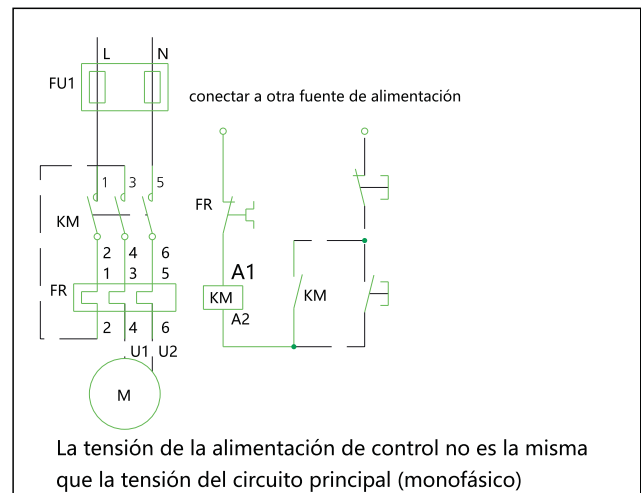 L N
FU1
conectar a otra fuente de alimentación
1 3 5
KM
FR
2 4 6
1 3 5
FR
2 4 6
A1
KM
A2
KM
U1 U2
M
La tensión de la alimentación de control no es la misma
que la tensión del circuito principal (monofásico)